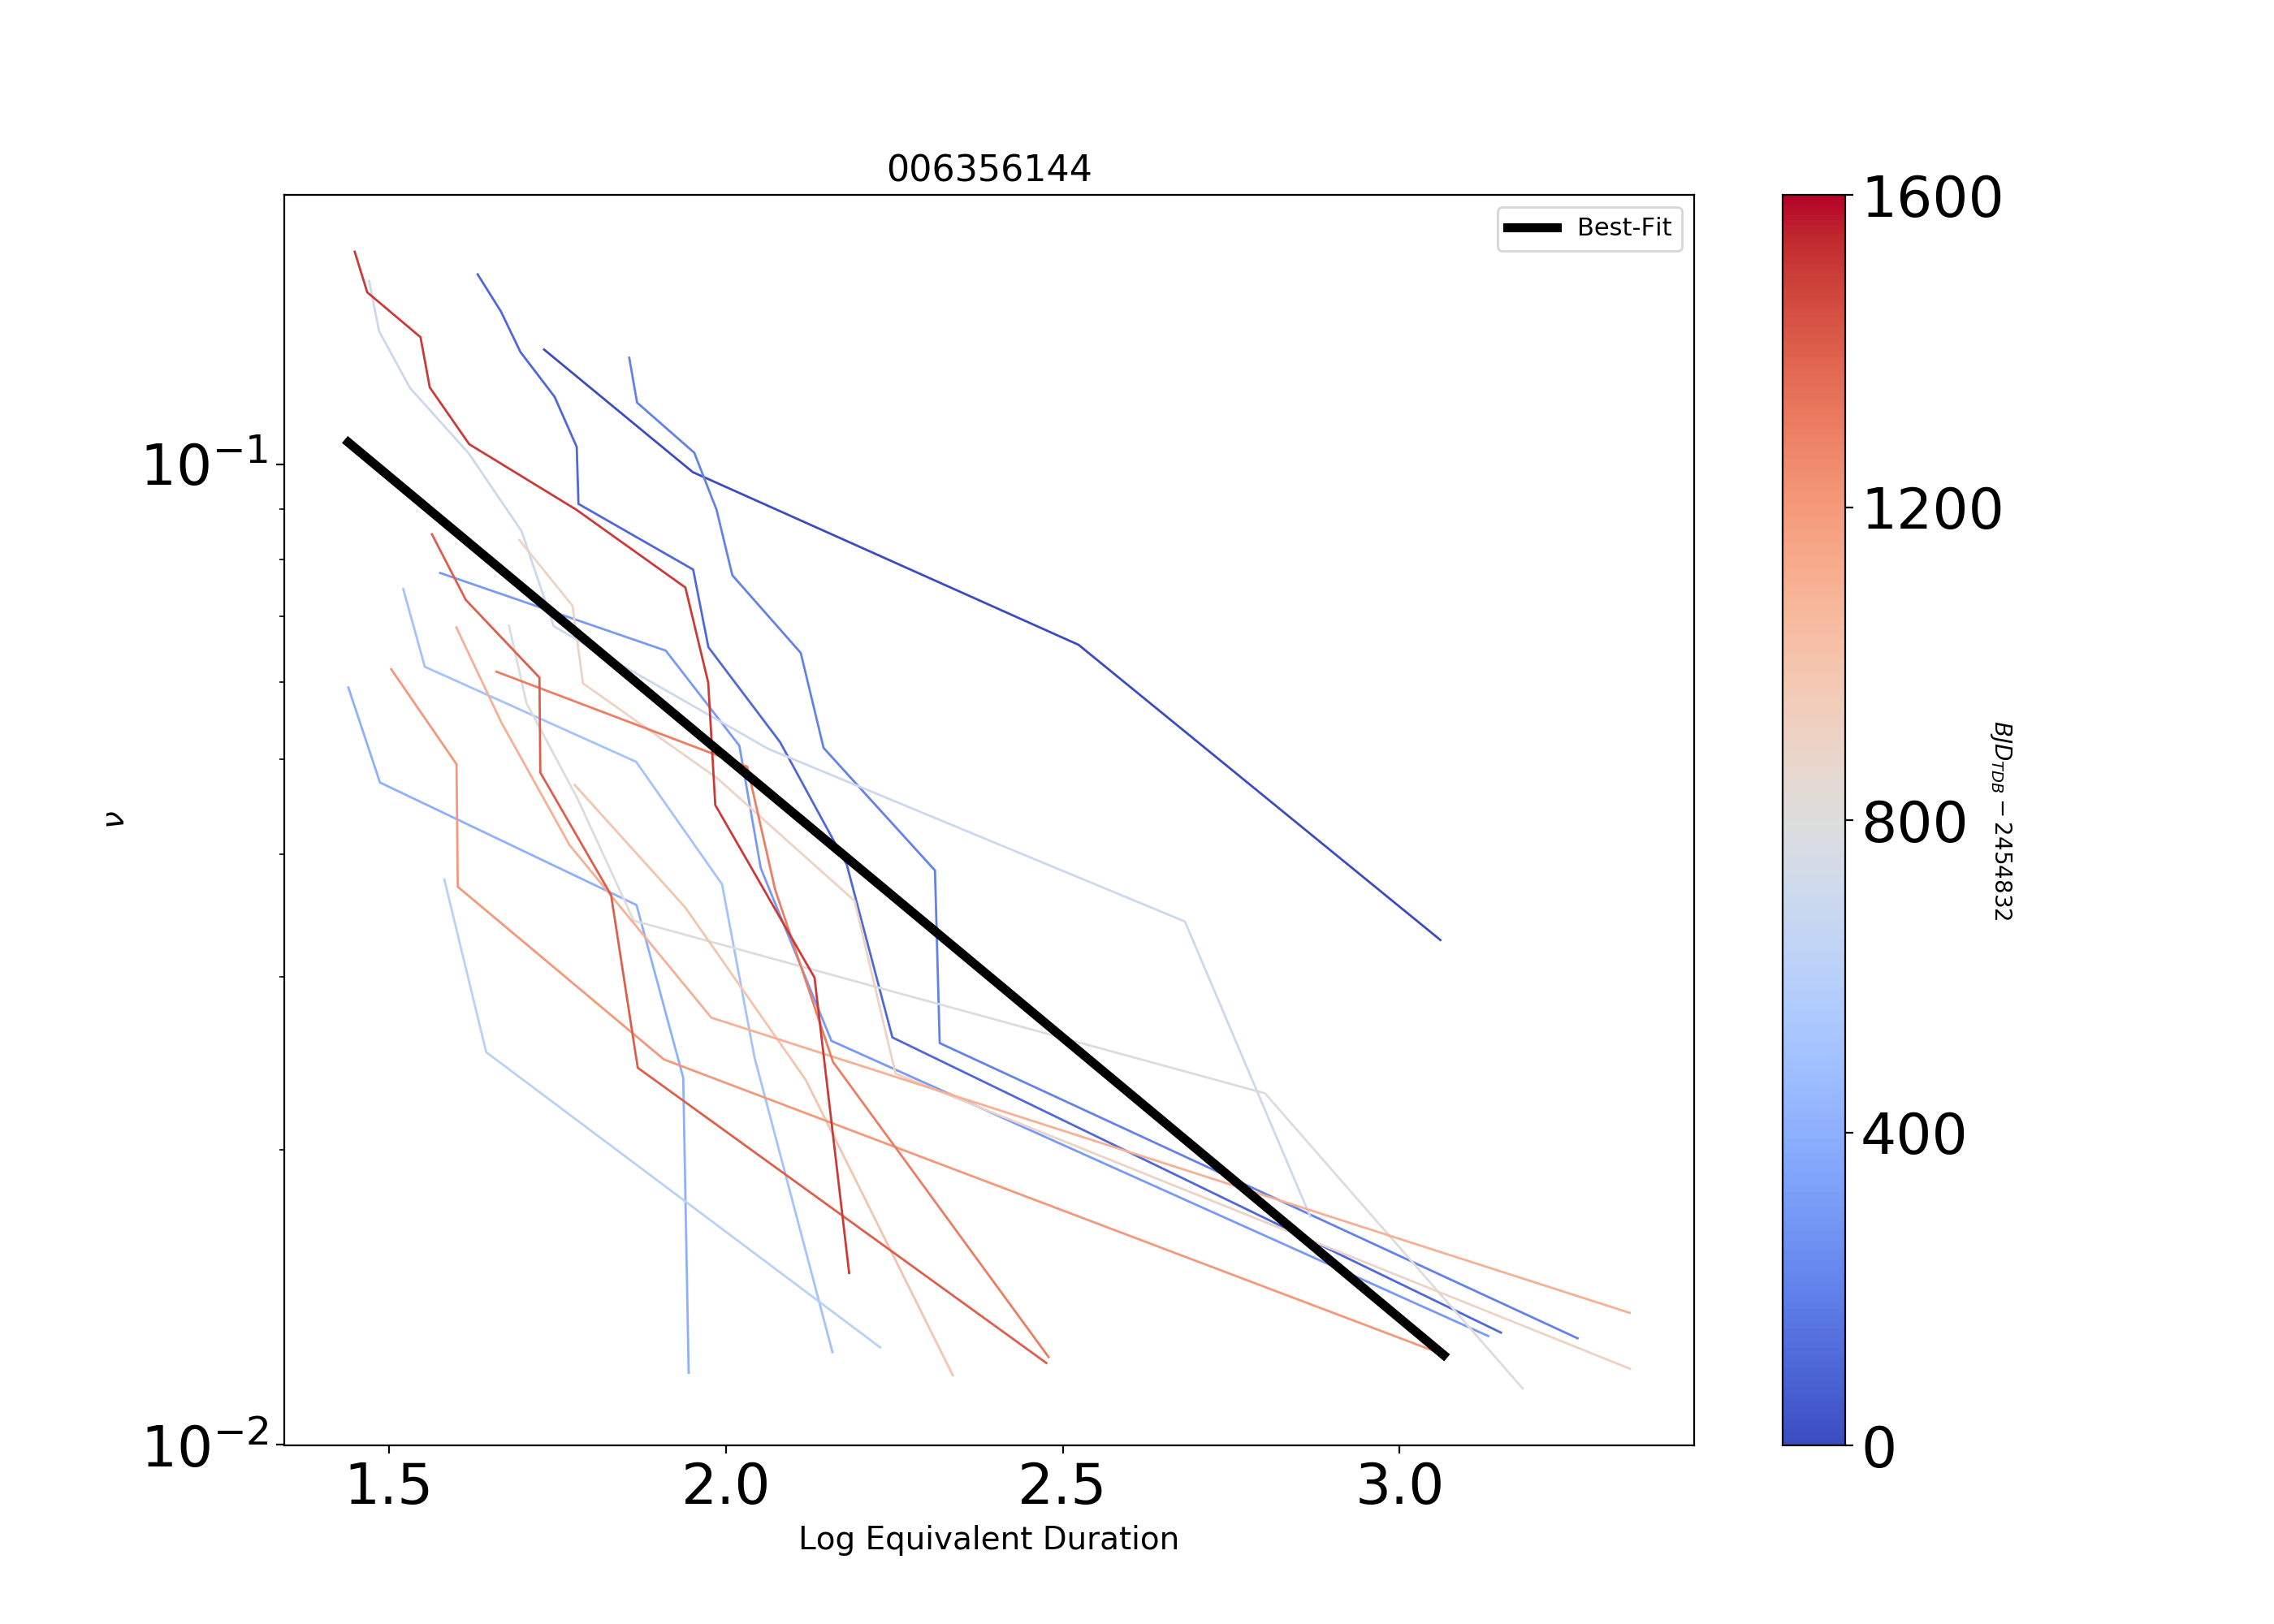 006356144
Best-Fit
10⁻¹
10⁻²
ν
1.5 2.0 2.5 3.0
Log Equivalent Duration
1600
1200
800
400
0
BJD_TDB − 2454832